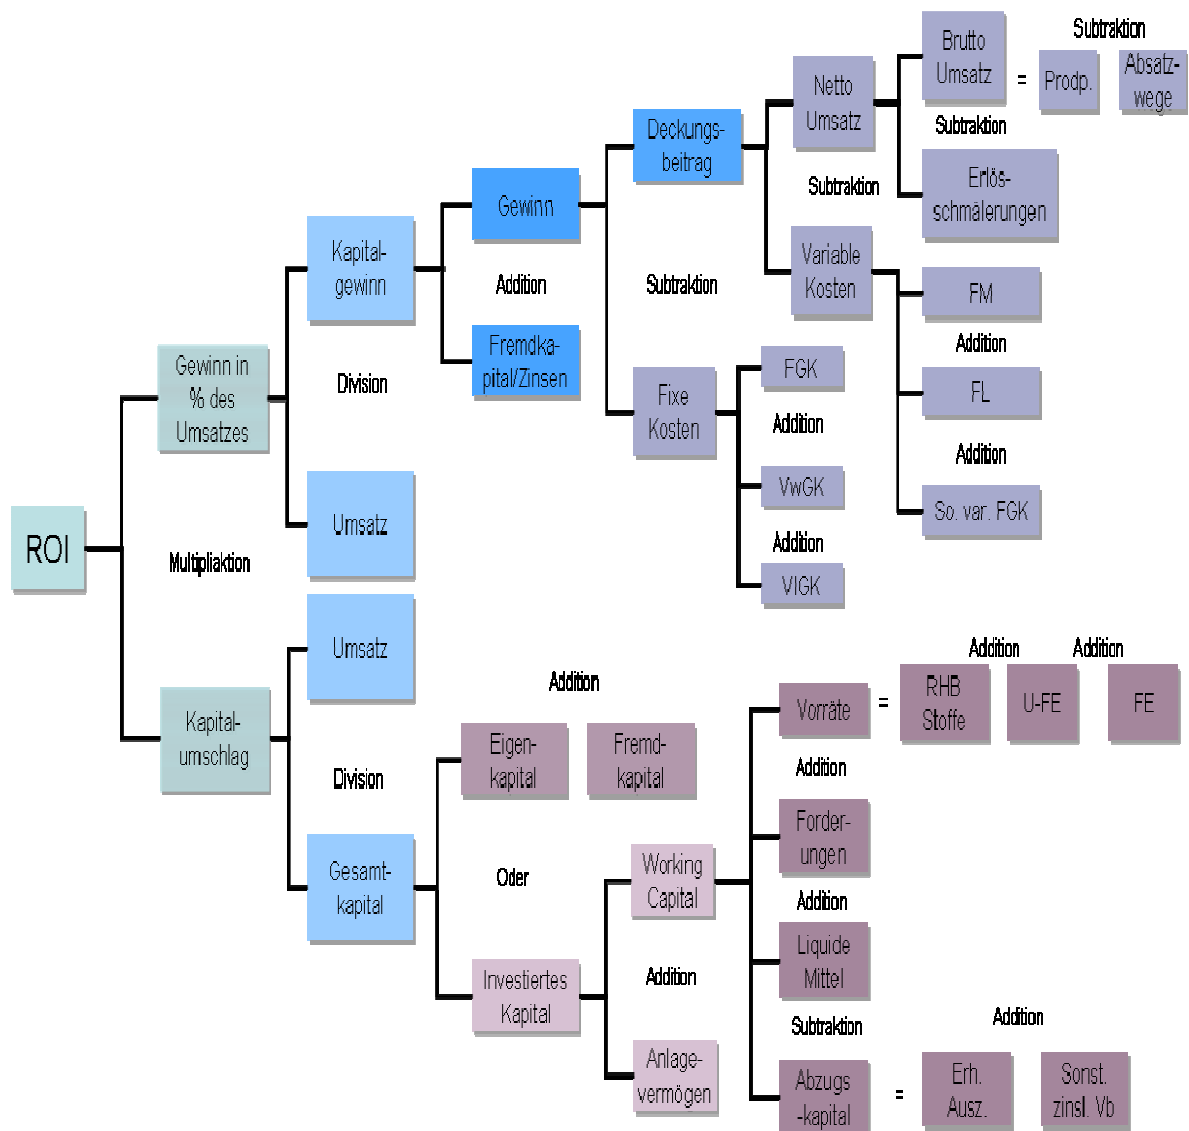 Subtraktion
Brutto
Umsatz
=
Prodp.
Absatz-
wege
Netto
Umsatz
Subtraktion
Deckungs-
beitrag
Subtraktion
Erlös-
schmälerungen
Gewinn
Kapital-
gewinn
Addition
Subtraktion
Variable
Kosten
FM
Addition
Fremdka-
pital/Zinsen
FGK
FL
Gewinn in
% des
Umsatzes
Division
Fixe
Kosten
Addition
Addition
VwGK
So. var. FGK
Umsatz
Addition
ROI
Multipliaktion
VIGK
Umsatz
Addition
Addition
Addition
Kapital-
umschlag
Eigen-
kapital
Fremd-
kapital
Vorräte
=
RHB
Stoffe
U-FE
FE
Division
Addition
Forder-
ungen
Gesamt-
kapital
Oder
Working
Capital
Addition
Liquide
Mittel
Investiertes
Kapital
Addition
Subtraktion
Addition
Anlage-
vermögen
Abzugs
-kapital
=
Erh.
Ausz.
Sonst.
zinsl. Vb